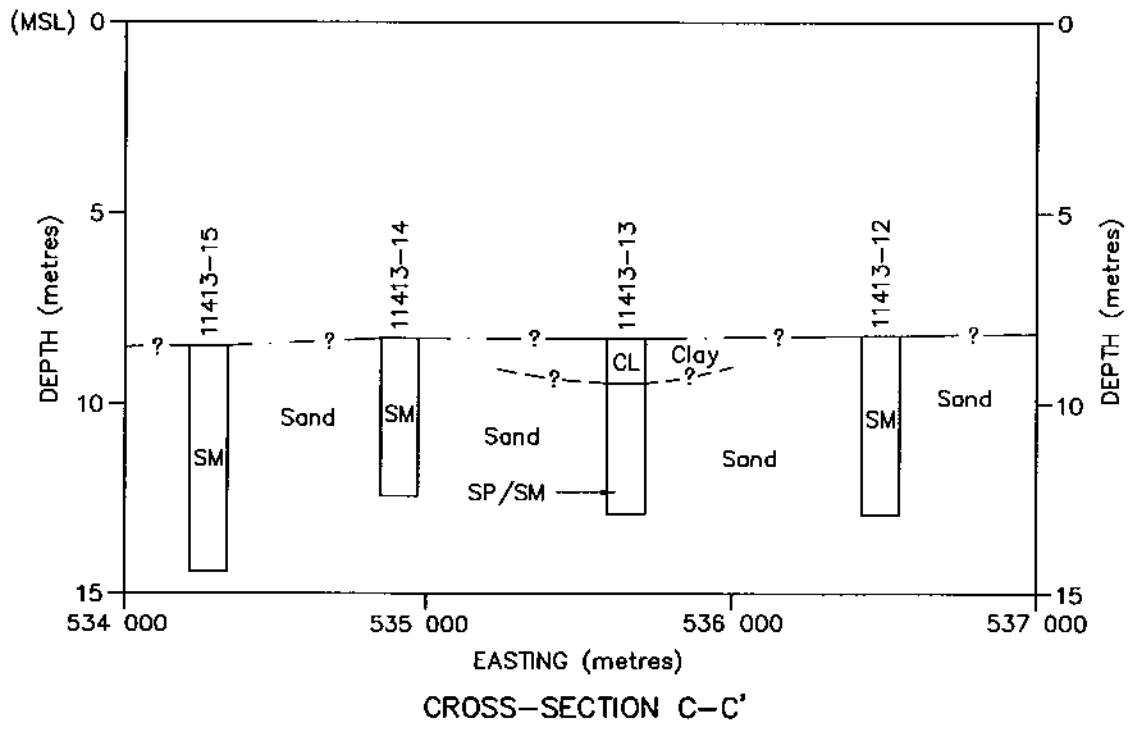 (MSL) 0
0
5
5
DEPTH (metres)
DEPTH (metres)
11413-15
11413-14
11413-13
11413-12
? ? ? ? ?
CL
Clay
? ?
10
10
Sand
SM
Sand
SM
Sand
SM
Sand
SP/SM
15
15
534 000
535 000
536 000
537 000
EASTING (metres)
CROSS-SECTION C-C'